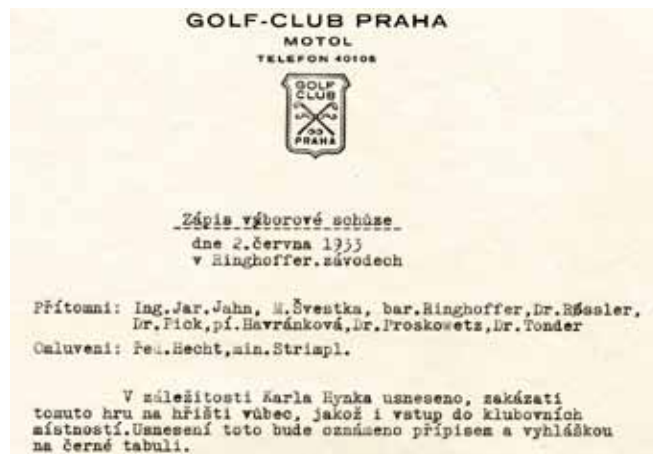 GOLF-CLUB PRAHA
MOTOL
TELEFON 40108
GOLF
CLUB
PRAHA
Zápis výborové schůze
dne 2.června 1933
v Ringhoffer.závodech
Přítomni: Ing.Jar.Jahn, M.Švestka, bar.Ringhoffer,Dr.Rössler,
Dr.Pick,pí.Havránková,Dr.Proskowetz,Dr.Tonder
Omluveni: Řed.Hecht,min.Strimpl.
V záležitosti Karla Hynka usneseno, zakázati
tomuto hru na hřišti vůbec, jakož i vstup do klubovních
místností.Usnesení toto bude oznámeno přípisem a vyhláškou
na černé tabuli.